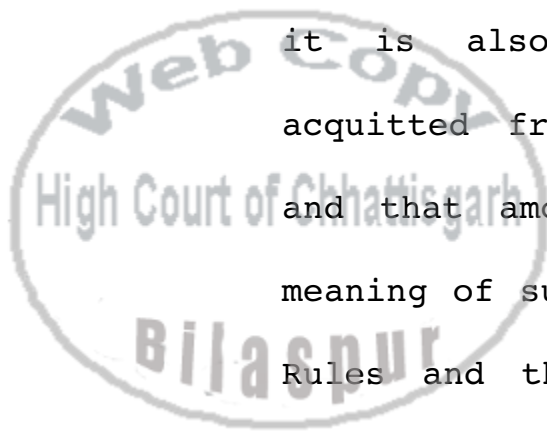 it is also
Web Copy
acquitted fr
High Court of Chhattisgarh
and that amo
meaning of su
Bilaspur
Rules and th